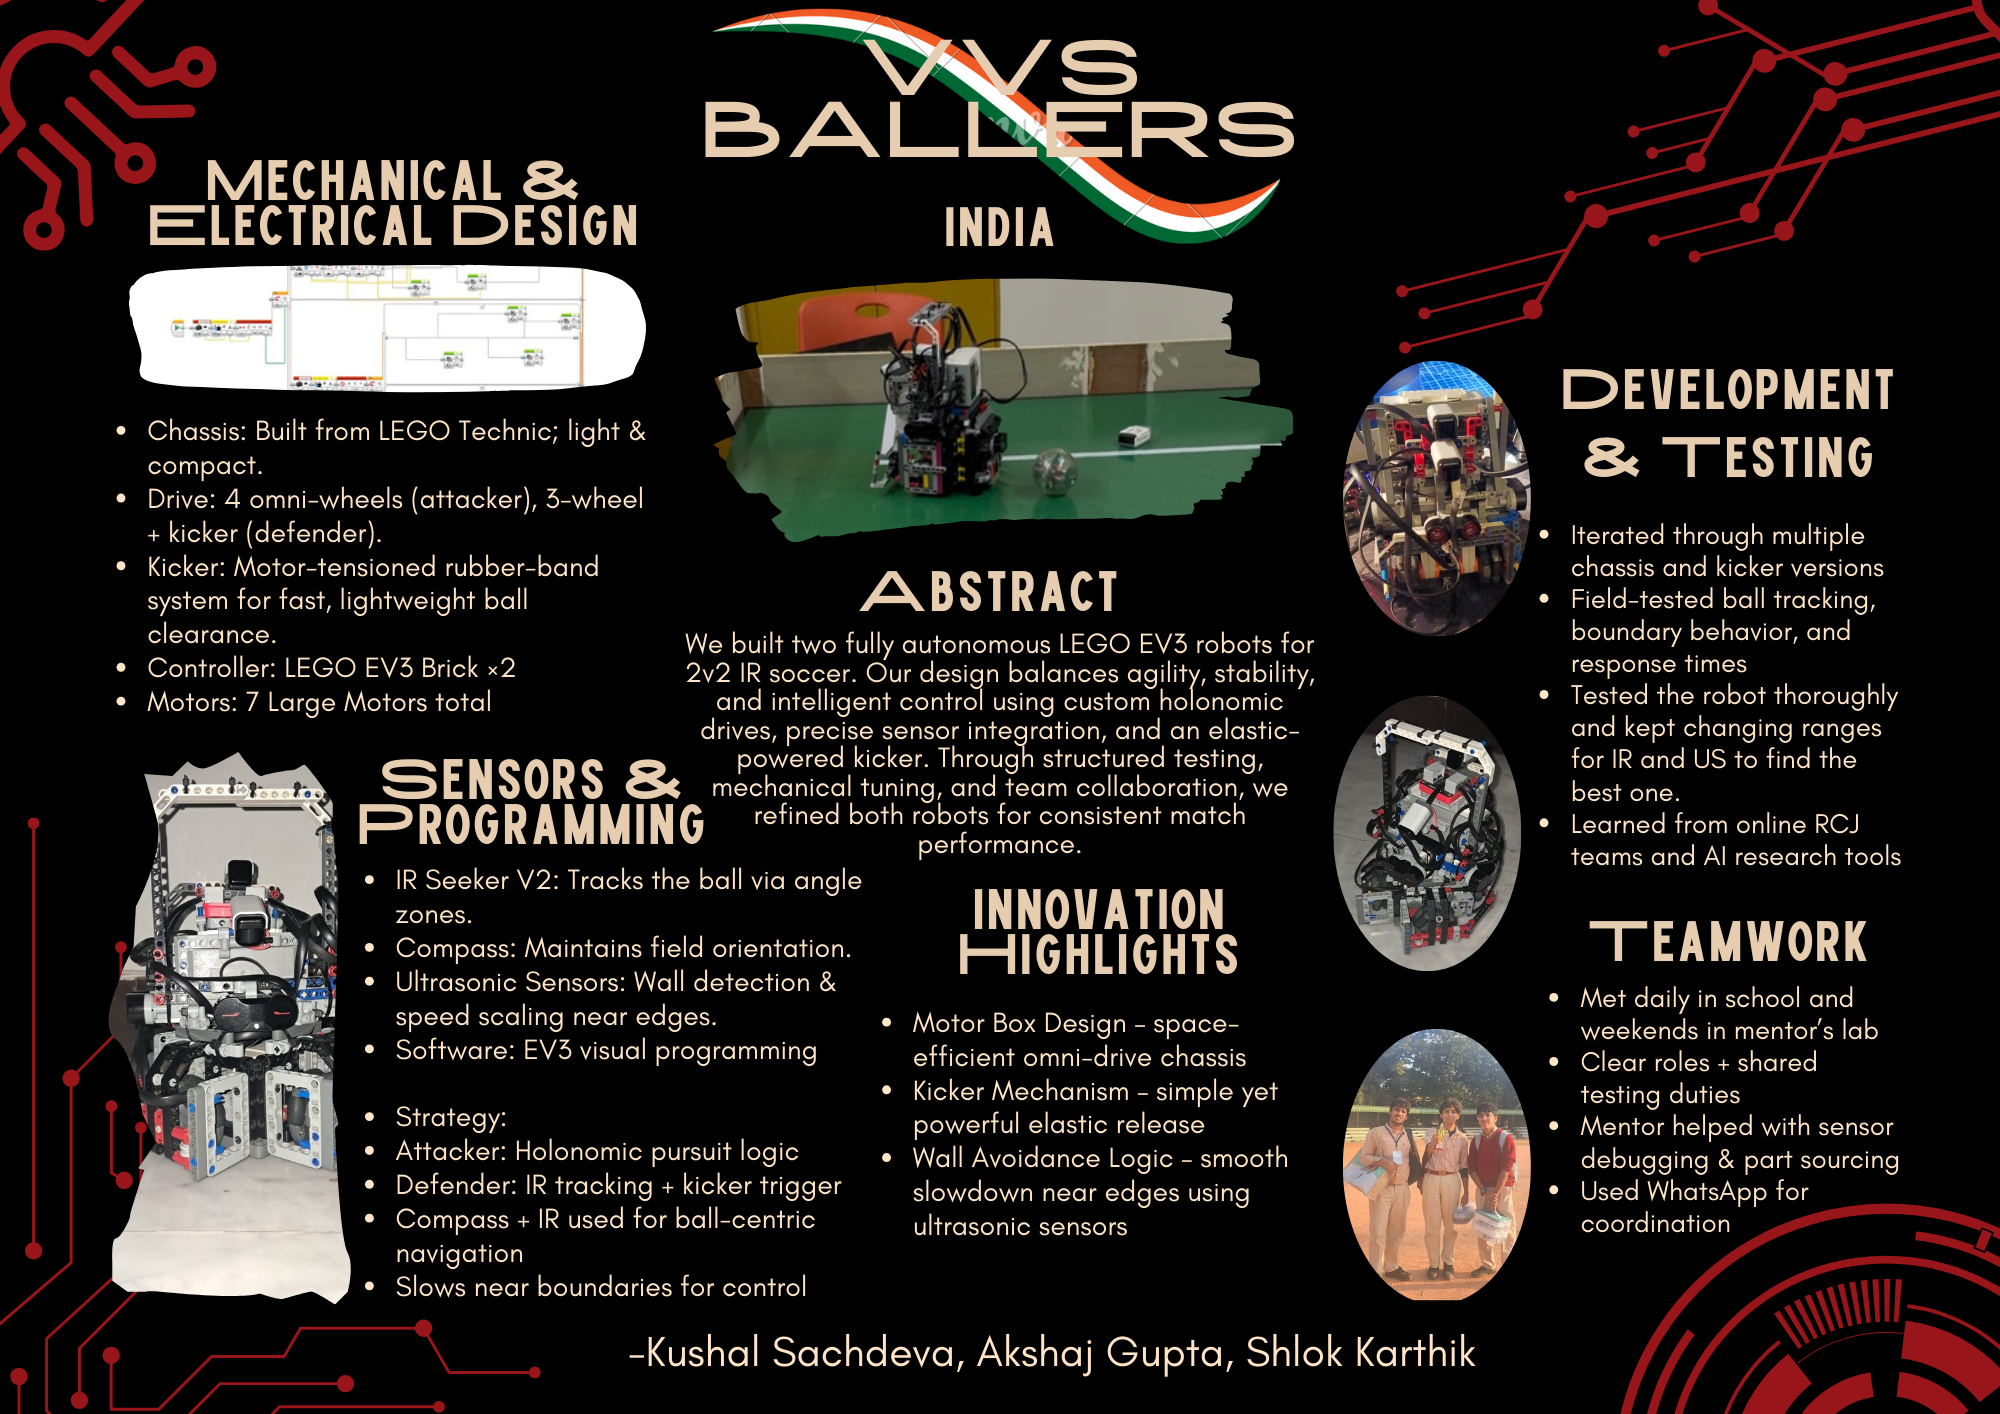 VVS
BALLERS
INDIA
MECHANICAL &
ELECTRICAL DESIGN
• Chassis: Built from LEGO Technic; light &
compact.
• Drive: 4 omni-wheels (attacker), 3-wheel
+ kicker (defender).
• Kicker: Motor-tensioned rubber-band
system for fast, lightweight ball
clearance.
• Controller: LEGO EV3 Brick ×2
• Motors: 7 Large Motors total
SENSORS &
PROGRAMMING
• IR Seeker V2: Tracks the ball via angle
zones.
• Compass: Maintains field orientation.
• Ultrasonic Sensors: Wall detection &
speed scaling near edges.
• Software: EV3 visual programming
• Strategy:
• Attacker: Holonomic pursuit logic
• Defender: IR tracking + kicker trigger
• Compass + IR used for ball-centric
navigation
• Slows near boundaries for control
ABSTRACT
We built two fully autonomous LEGO EV3 robots for
2v2 IR soccer. Our design balances agility, stability,
and intelligent control using custom holonomic
drives, precise sensor integration, and an elastic-
powered kicker. Through structured testing,
mechanical tuning, and team collaboration, we
refined both robots for consistent match
performance.
INNOVATION
HIGHLIGHTS
• Motor Box Design – space-
efficient omni-drive chassis
• Kicker Mechanism – simple yet
powerful elastic release
• Wall Avoidance Logic – smooth
slowdown near edges using
ultrasonic sensors
DEVELOPMENT
& TESTING
• Iterated through multiple
chassis and kicker versions
• Field-tested ball tracking,
boundary behavior, and
response times
• Tested the robot thoroughly
and kept changing ranges
for IR and US to find the
best one.
• Learned from online RCJ
teams and AI research tools
TEAMWORK
• Met daily in school and
weekends in mentor's lab
• Clear roles + shared
testing duties
• Mentor helped with sensor
debugging & part sourcing
• Used WhatsApp for
coordination
-Kushal Sachdeva, Akshaj Gupta, Shlok Karthik